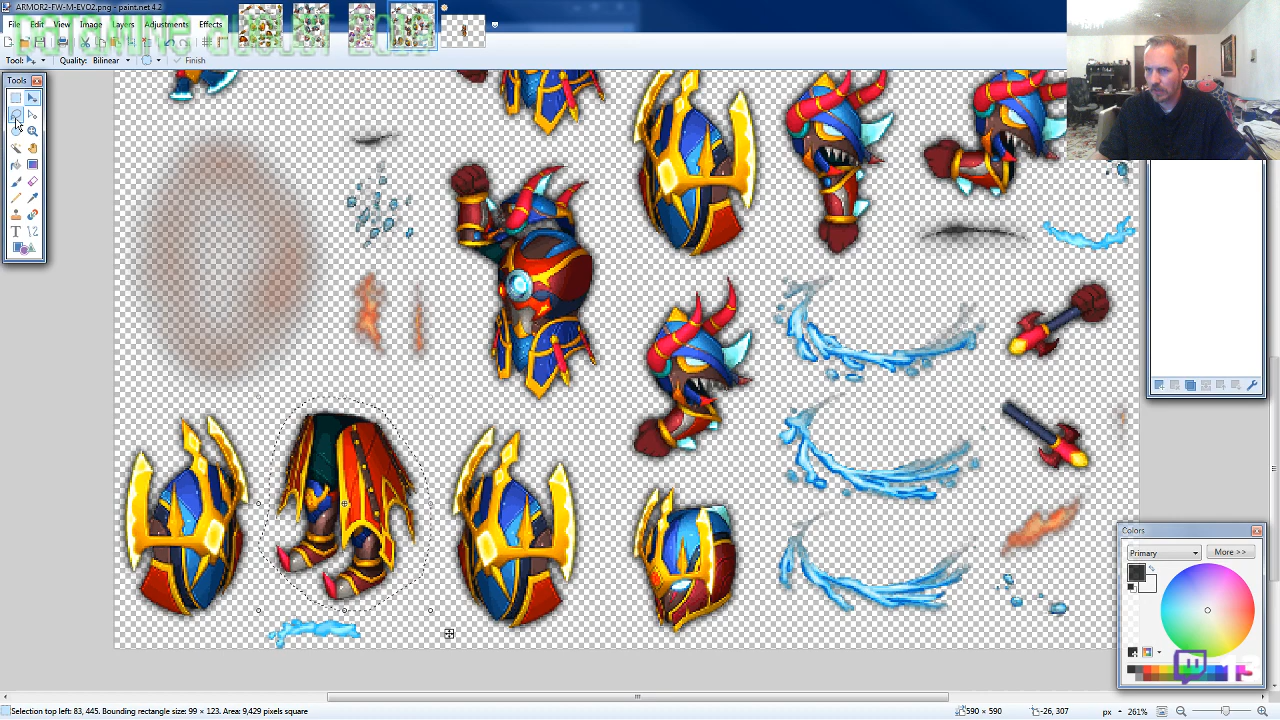 ARMOR2-FW-M-EVO2.png - paint.net 4.2
File Edit View Image Layers Adjustments Effects
Tool: Quality: Bilinear Finish
Tools
Colors
Primary More >>
Selection top left: 83, 445. Bounding rectangle size: 99 × 123. Area: 9,429 pixels square
590 × 590 -26, 307 px 261%